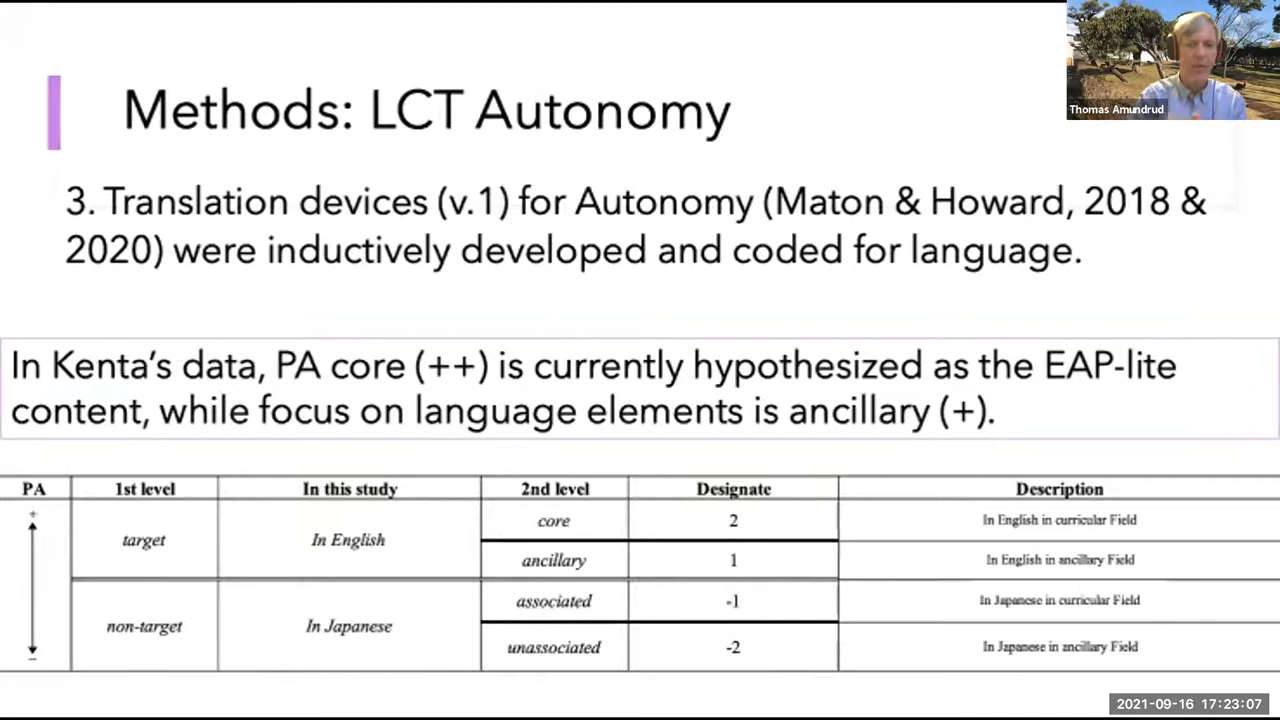 Methods: LCT Autonomy
Thomas Amundrud
3. Translation devices (v.1) for Autonomy (Maton & Howard, 2018 &
2020) were inductively developed and coded for language.
In Kenta's data, PA core (++) is currently hypothesized as the EAP-lite
content, while focus on language elements is ancillary (+).
PA 1st level In this study 2nd level Designate Description
+ target In English core 2 In English in curricular Field
ancillary 1 In English in ancillary Field
non-target In Japanese associated -1 In Japanese in curricular Field
− unassociated -2 In Japanese in ancillary Field
2021-09-16 17:23:07